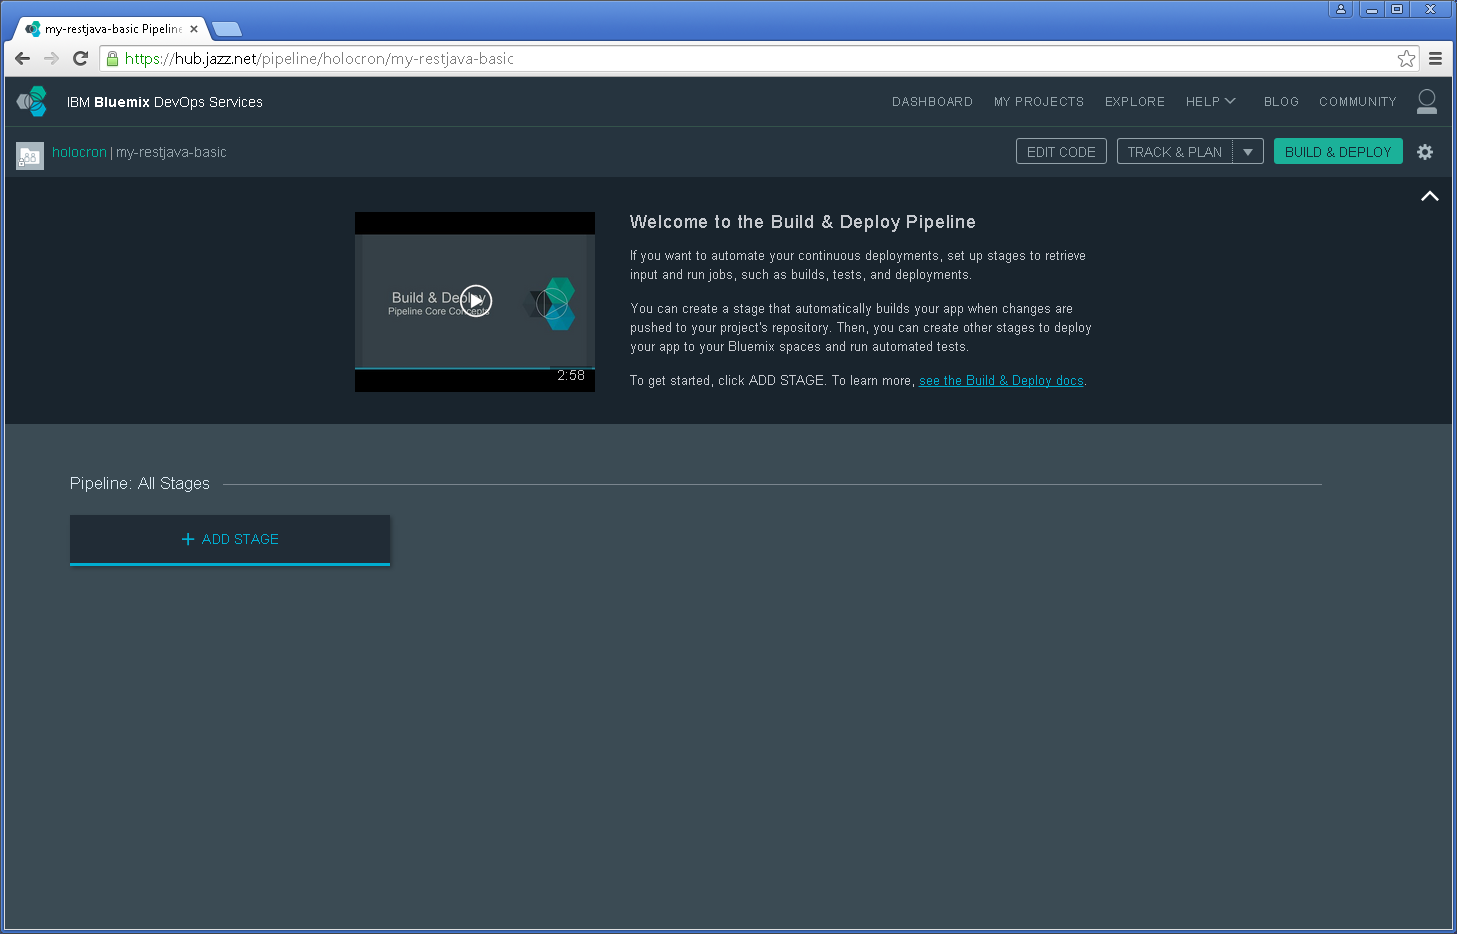 my-restjava-basic Pipeline
https://hub.jazz.net/pipeline/holocron/my-restjava-basic
IBM Bluemix DevOps Services
DASHBOARD MY PROJECTS EXPLORE HELP BLOG COMMUNITY
holocron | my-restjava-basic
EDIT CODE TRACK & PLAN BUILD & DEPLOY
Build & Deploy
Pipeline Core Concepts
2:58
Welcome to the Build & Deploy Pipeline
If you want to automate your continuous deployments, set up stages to retrieve
input and run jobs, such as builds, tests, and deployments.
You can create a stage that automatically builds your app when changes are
pushed to your project's repository. Then, you can create other stages to deploy
your app to your Bluemix spaces and run automated tests.
To get started, click ADD STAGE. To learn more, see the Build & Deploy docs.
Pipeline: All Stages
+ ADD STAGE